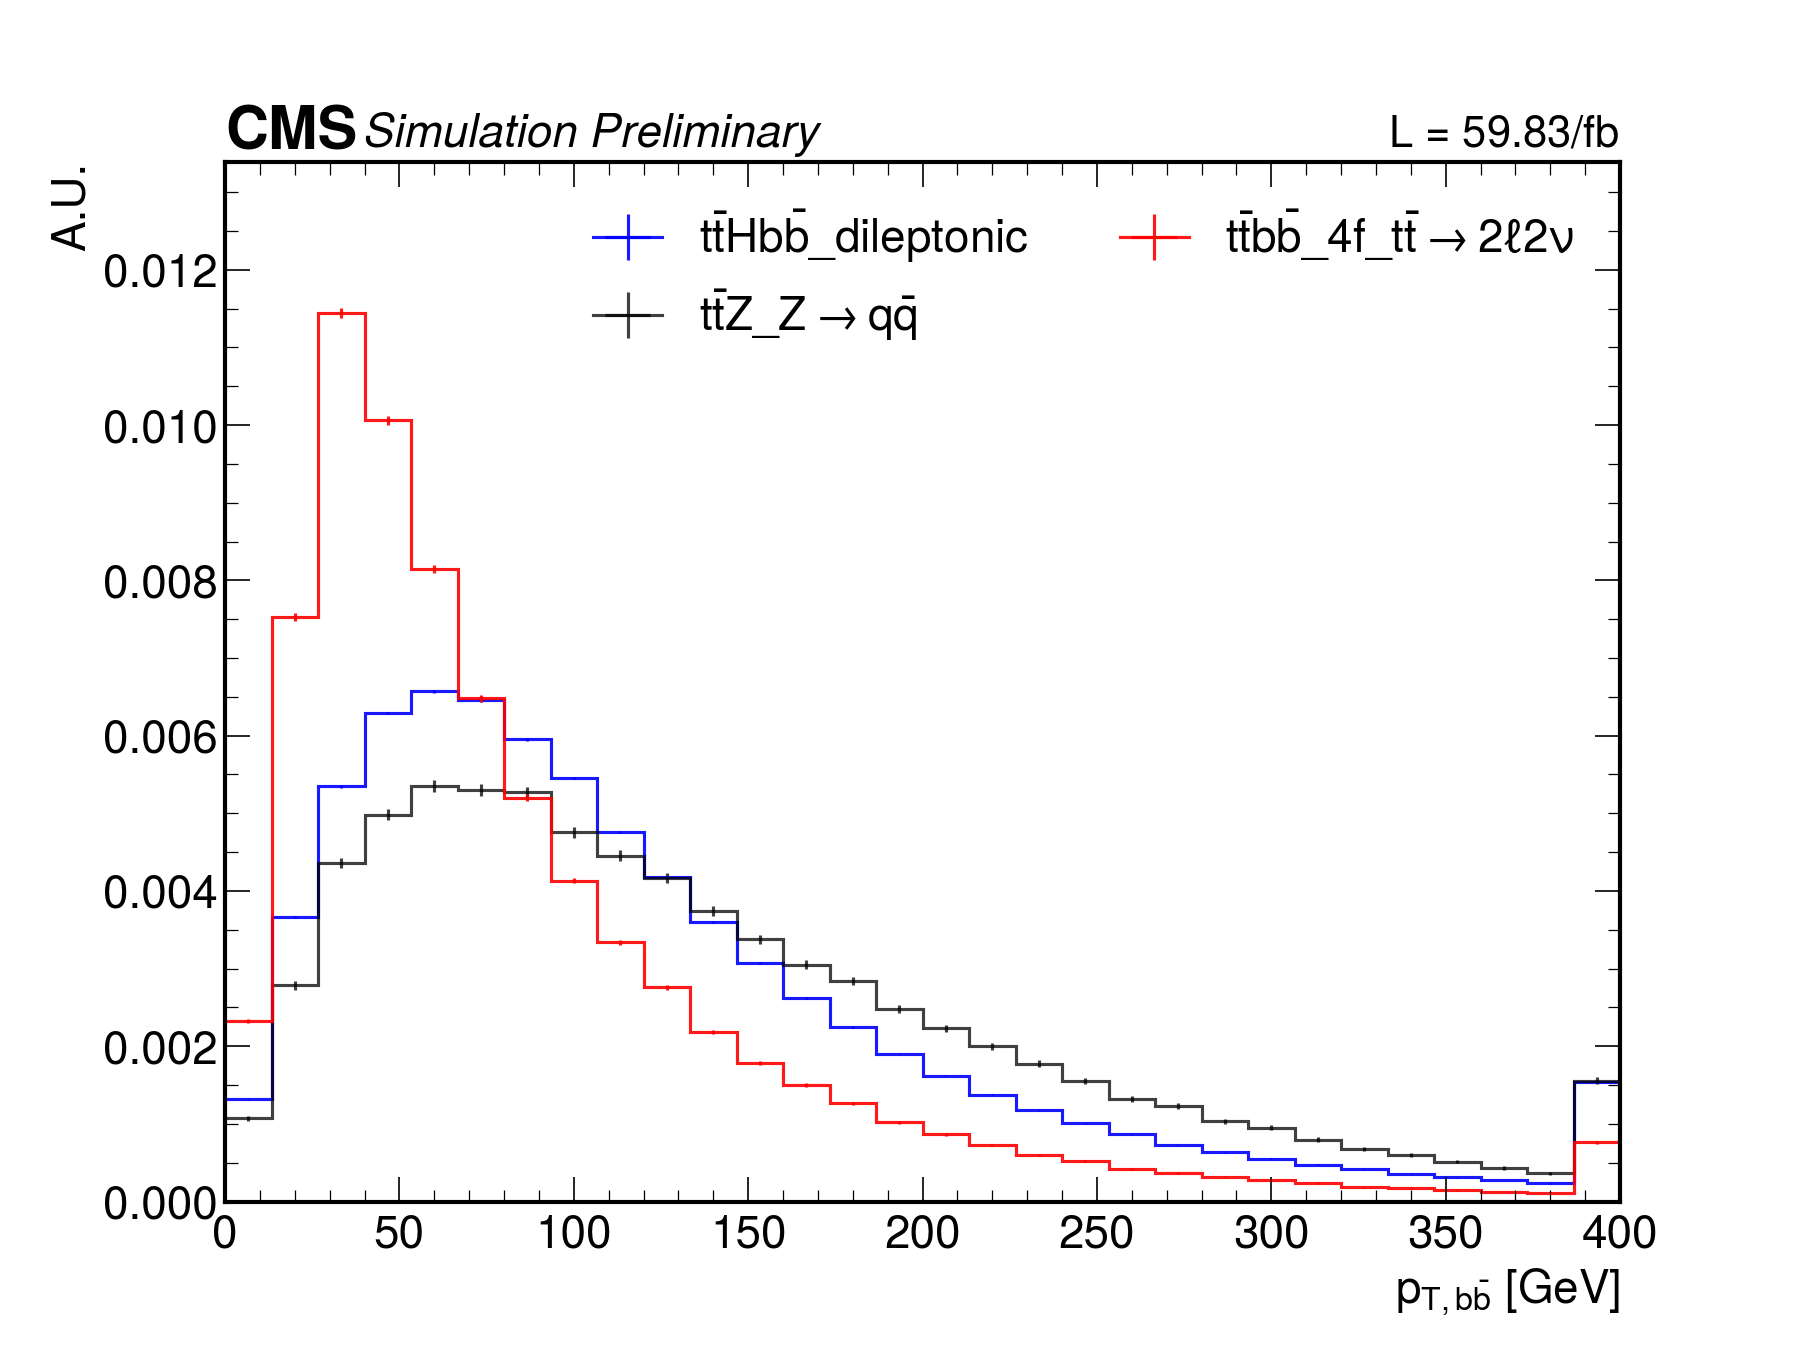 CMS Simulation Preliminary L = 59.83/fb
A.U.
tt̄Hbb̄_dileptonic tt̄bb̄_4f_tt̄ → 2ℓ2ν
tt̄Z_Z → qq̄
0.012
0.010
0.008
0.006
0.004
0.002
0.000
0 50 100 150 200 250 300 350 400
p_{T, bb̄} [GeV]